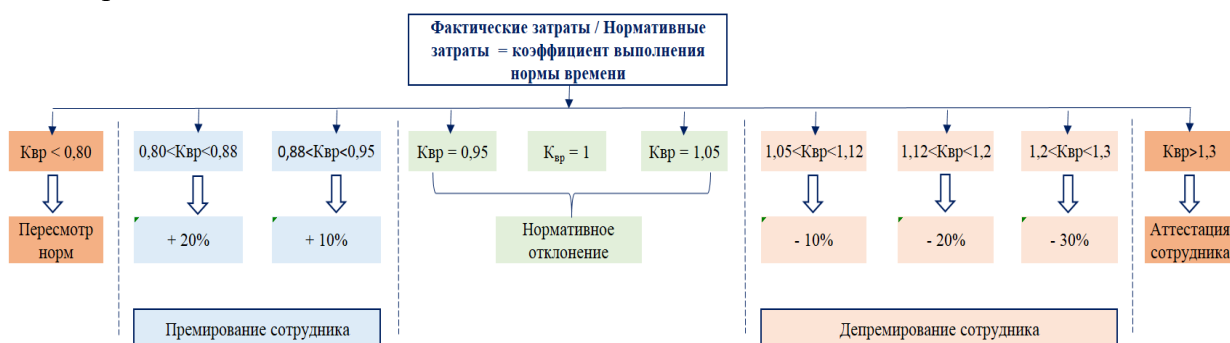 Фактические затраты / Нормативные
затраты = коэффициент выполнения
нормы времени
Квр < 0,80
0,80<Квр<0,88
0,88<Квр<0,95
Квр = 0,95
Kвр = 1
Квр = 1,05
1,05<Квр<1,12
1,12<Квр<1,2
1,2<Квр<1,3
Квр>1,3
Пересмотр
норм
+ 20%
+ 10%
Нормативное
отклонение
- 10%
- 20%
- 30%
Аттестация
сотрудника
Премирование сотрудника
Депремирование сотрудника